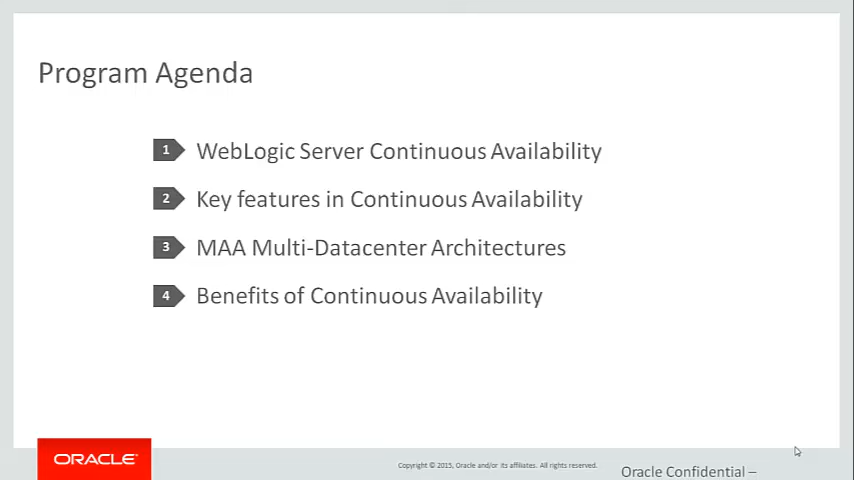 Program Agenda
1 WebLogic Server Continuous Availability
2 Key features in Continuous Availability
3 MAA Multi-Datacenter Architectures
4 Benefits of Continuous Availability
ORACLE
Copyright © 2015, Oracle and/or its affiliates. All rights reserved.
Oracle Confidential –